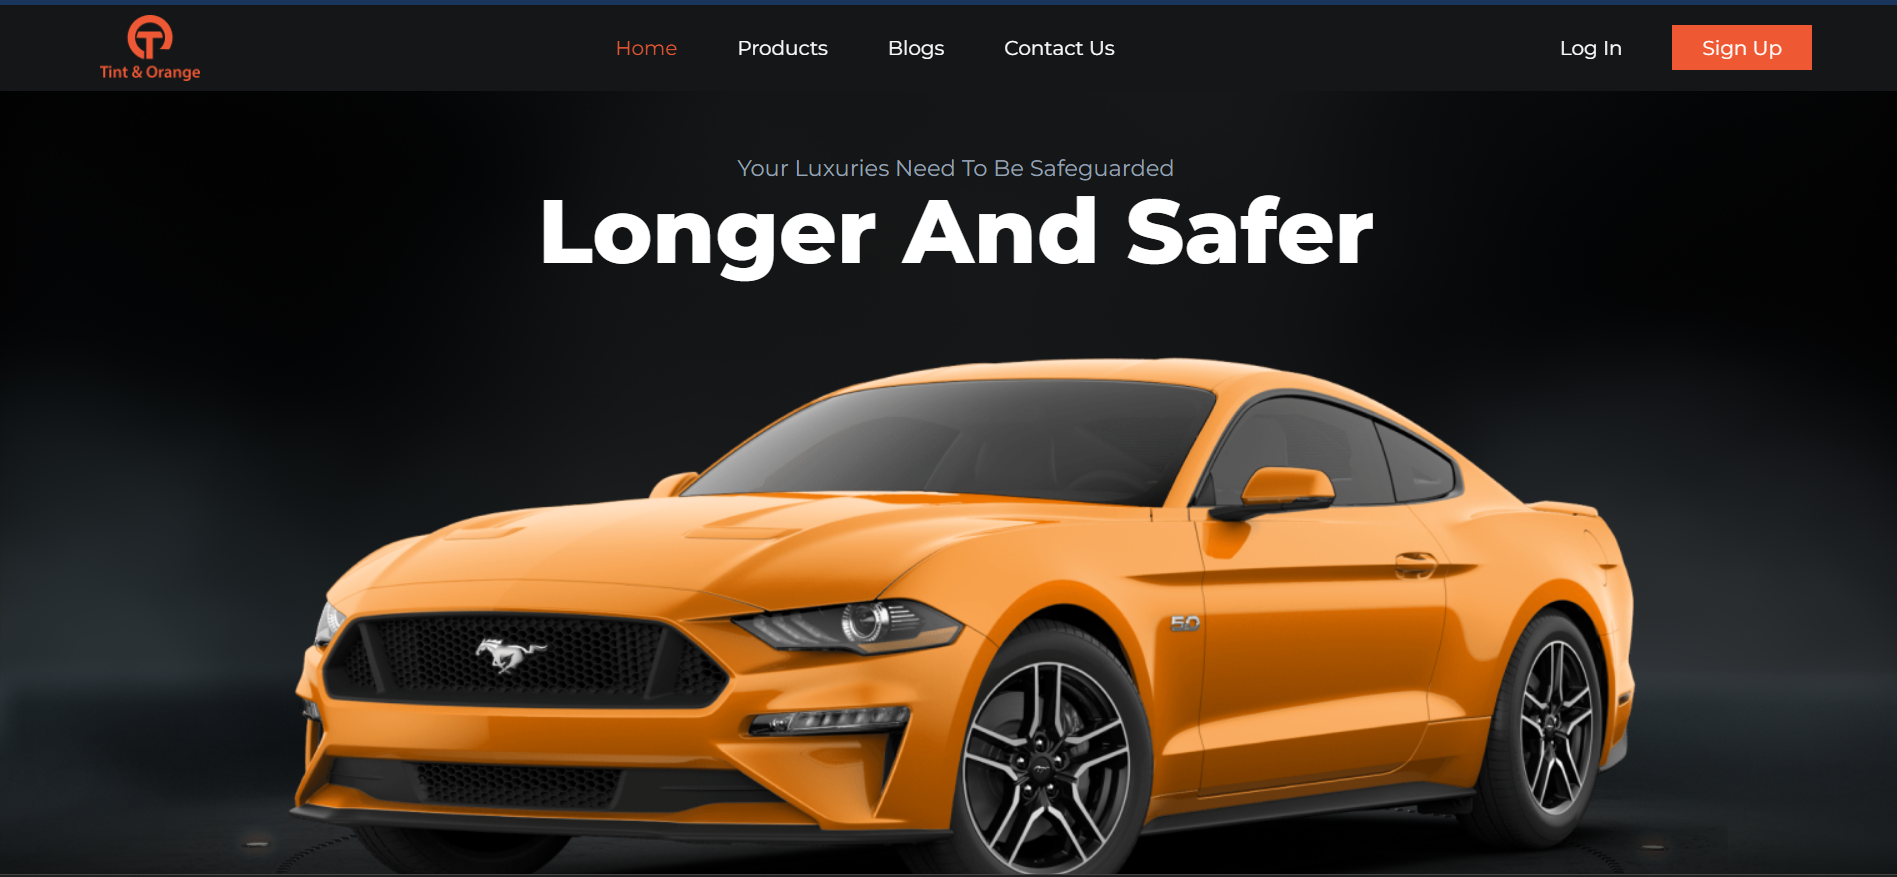 Tint & Orange
Home
Products
Blogs
Contact Us
Log In
Sign Up
Your Luxuries Need To Be Safeguarded
Longer And Safer
5.0